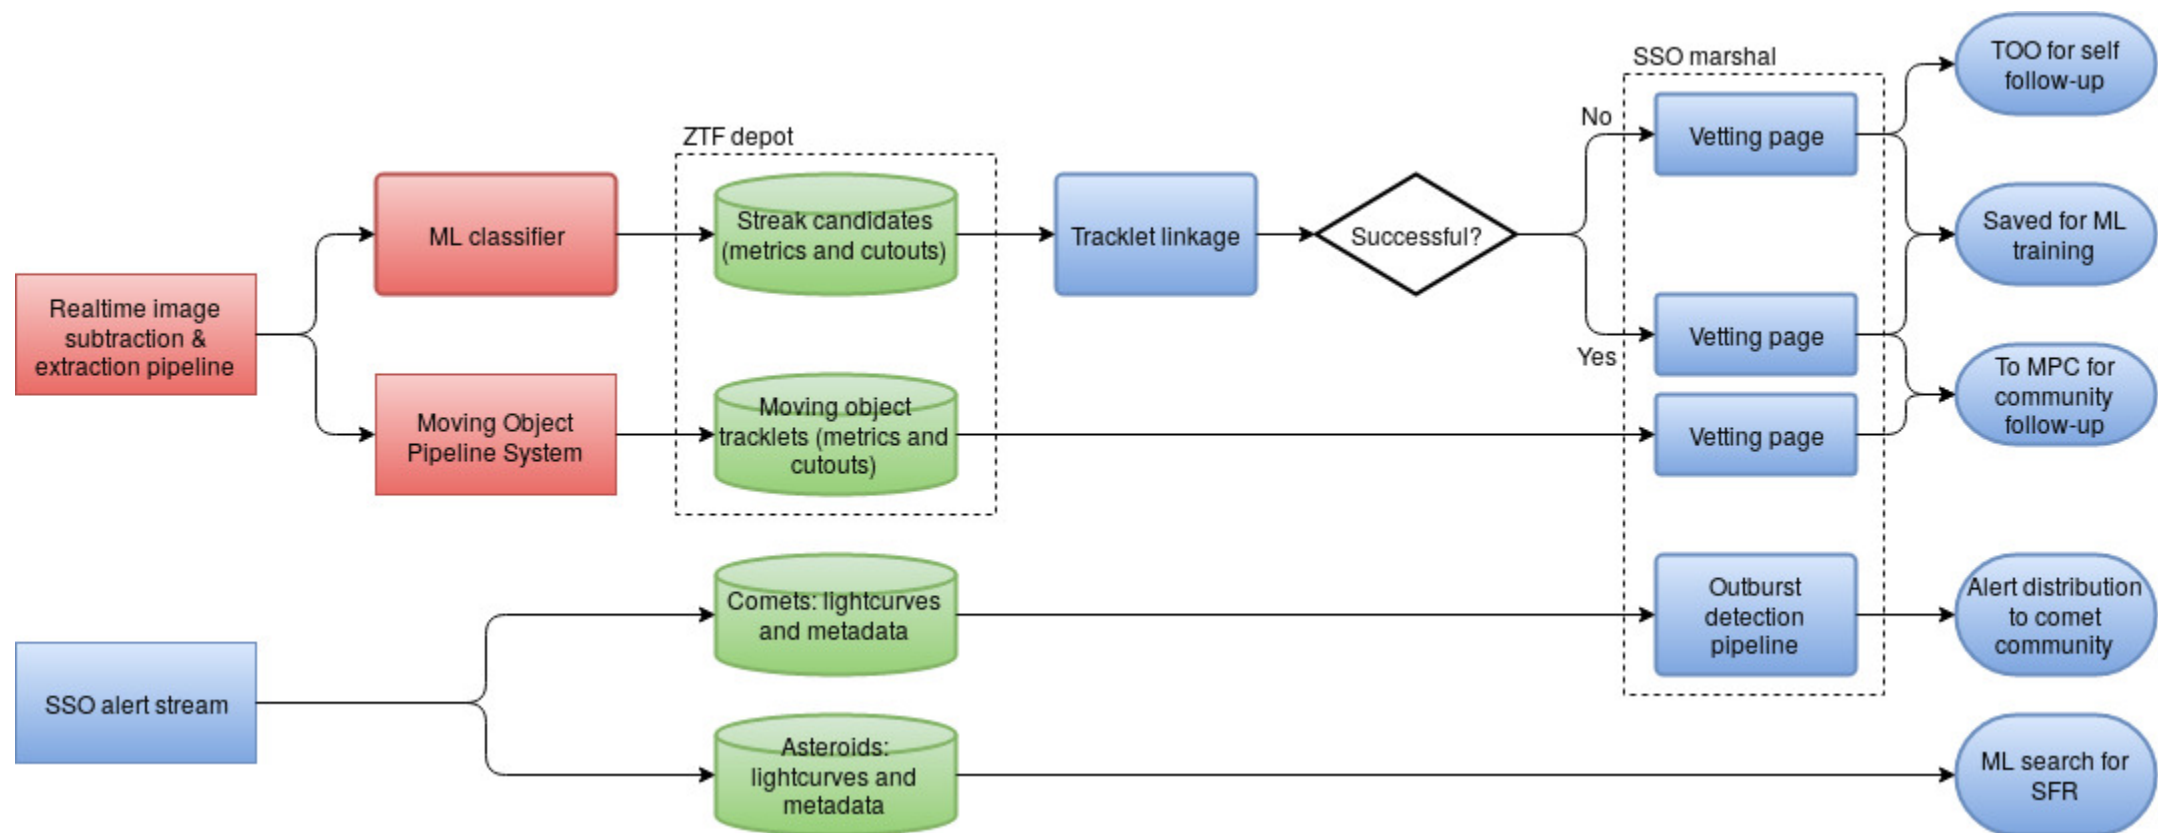 SSO marshal
TOO for self
follow-up
No
Vetting page
ZTF depot
ML classifier
Streak candidates
(metrics and cutouts)
Tracklet linkage
Successful?
Saved for ML
training
Realtime image
subtraction &
extraction pipeline
Yes
Vetting page
To MPC for
community
follow-up
Moving Object
Pipeline System
Moving object
tracklets (metrics and
cutouts)
Vetting page
Comets: lightcurves
and metadata
Outburst
detection
pipeline
Alert distribution
to comet
community
SSO alert stream
Asteroids:
lightcurves and
metadata
ML search for
SFR